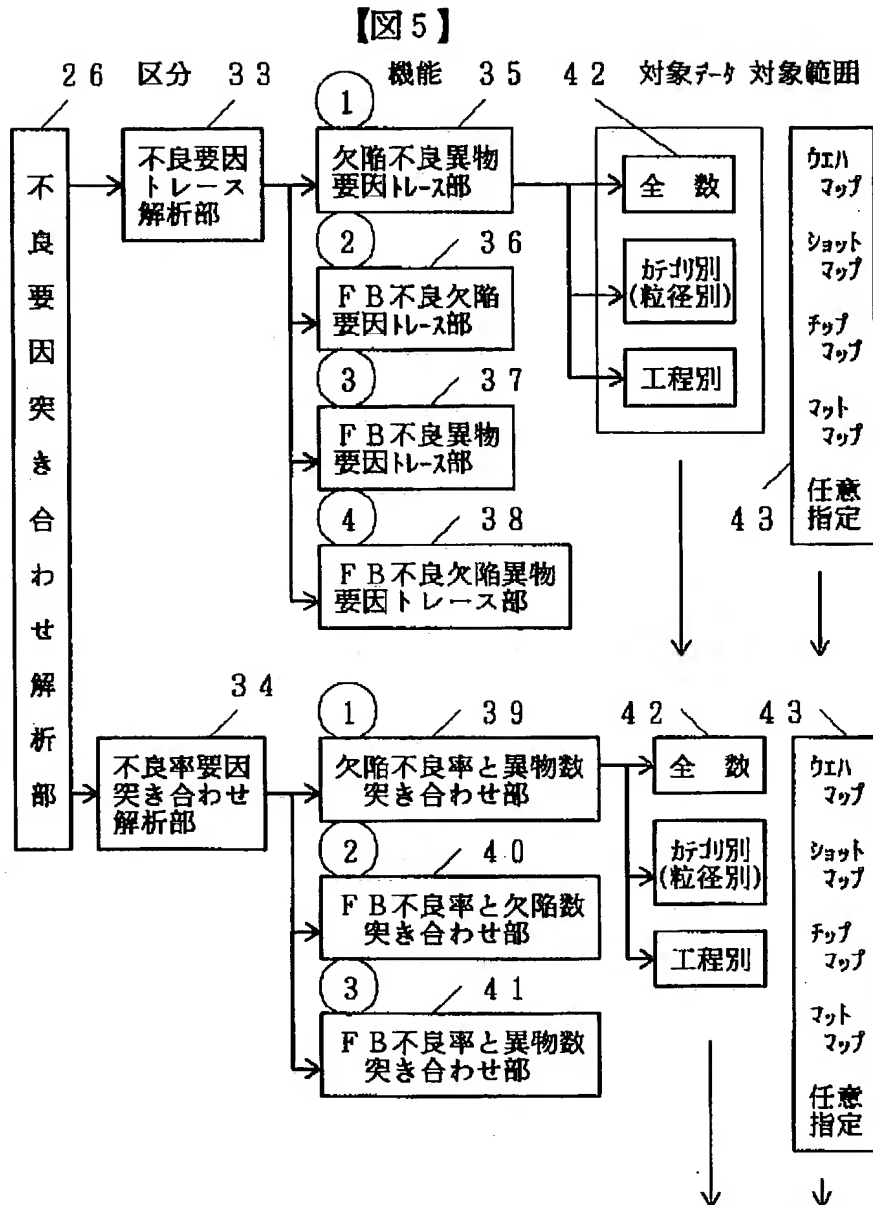 【図5】
26 区分 33 機能 35 42 対象データ 対象範囲
不良要因突き合わせ解析部
不良要因
トレース
解析部
①
欠陥不良異物
要因トレース部
②
36
FB不良欠陥
要因トレース部
③
37
FB不良異物
要因トレース部
④
38
FB不良欠陥異物
要因トレース部
全 数
カテゴリ別
(粒径別)
工程別
ウエハ
マップ
ショット
マップ
チップ
マップ
マット
マップ
任意
指定
43
34
不良率要因
突き合わせ
解析部
①
39
欠陥不良率と異物数
突き合わせ部
②
40
FB不良率と欠陥数
突き合わせ部
③
41
FB不良率と異物数
突き合わせ部
42
全 数
カテゴリ別
(粒径別)
工程別
43
ウエハ
マップ
ショット
マップ
チップ
マップ
マット
マップ
任意
指定